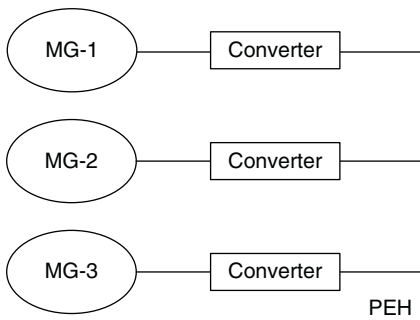 MG-1 Converter
MG-2 Converter
MG-3 Converter
PEH